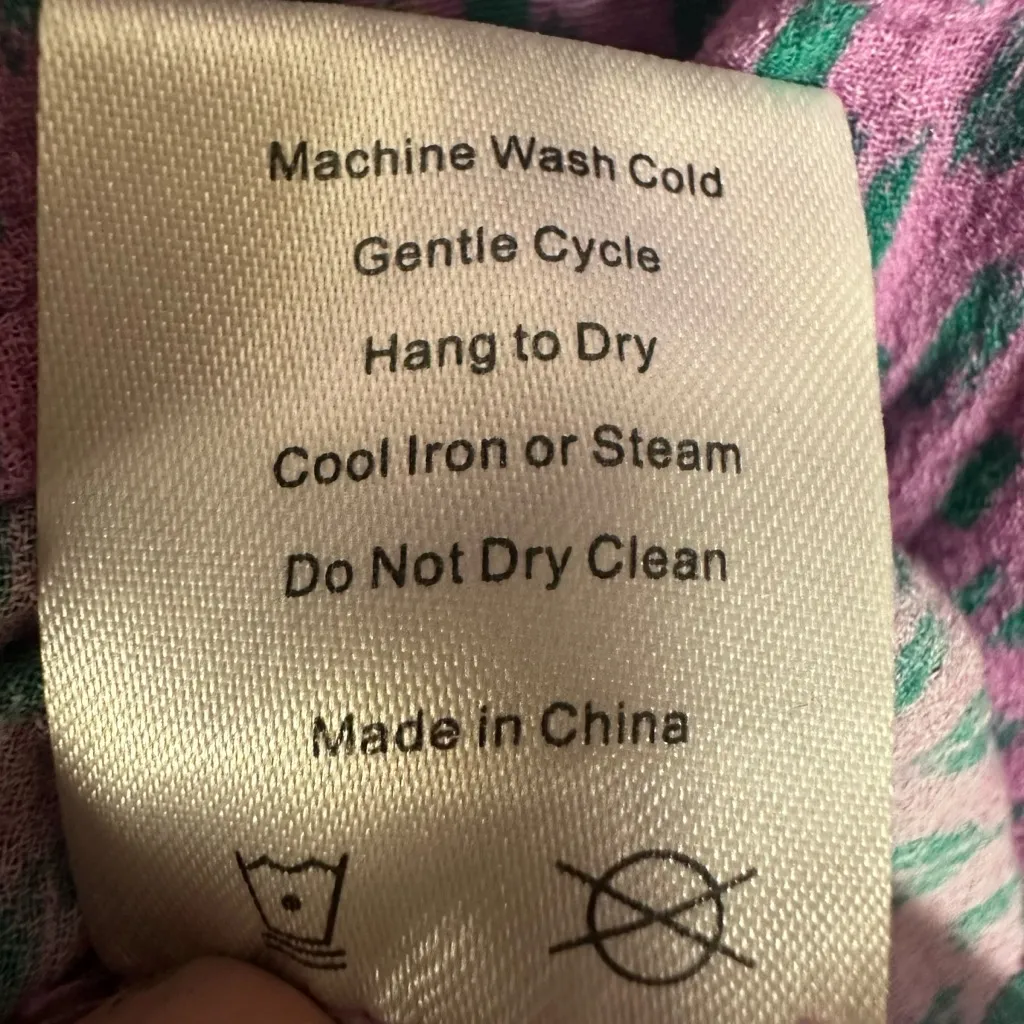 Machine Wash Cold
Gentle Cycle
Hang to Dry
Cool Iron or Steam
Do Not Dry Clean
Made in China